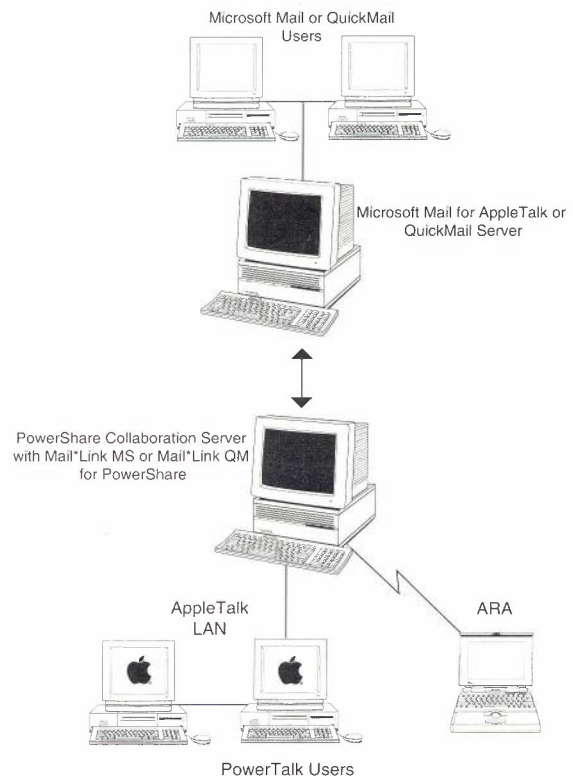 Microsoft Mail or QuickMail
Users
Microsoft Mail for AppleTalk or
QuickMail Server
PowerShare Collaboration Server
with Mail*Link MS or Mail*Link QM
for PowerShare
AppleTalk
LAN
ARA
PowerTalk Users